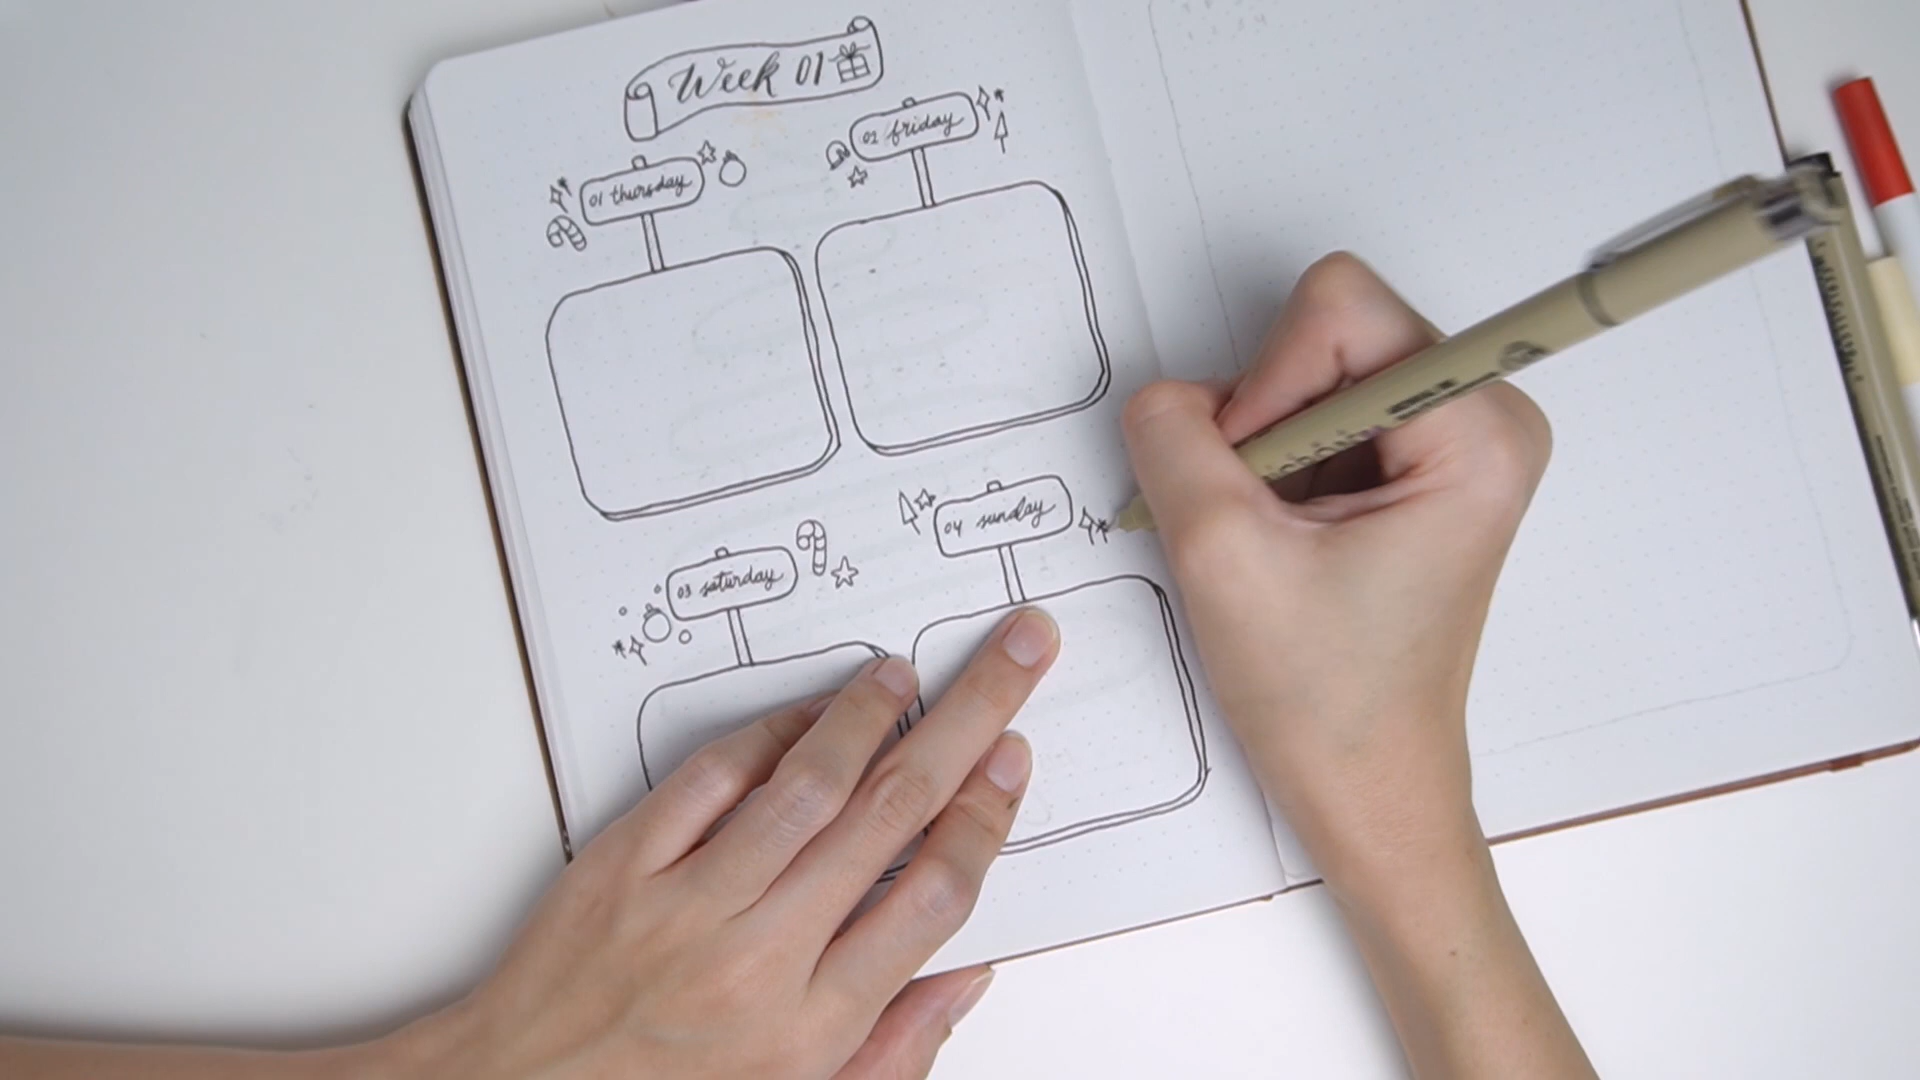 Week 01
01 thursday
02 friday
03 saturday
04 sunday